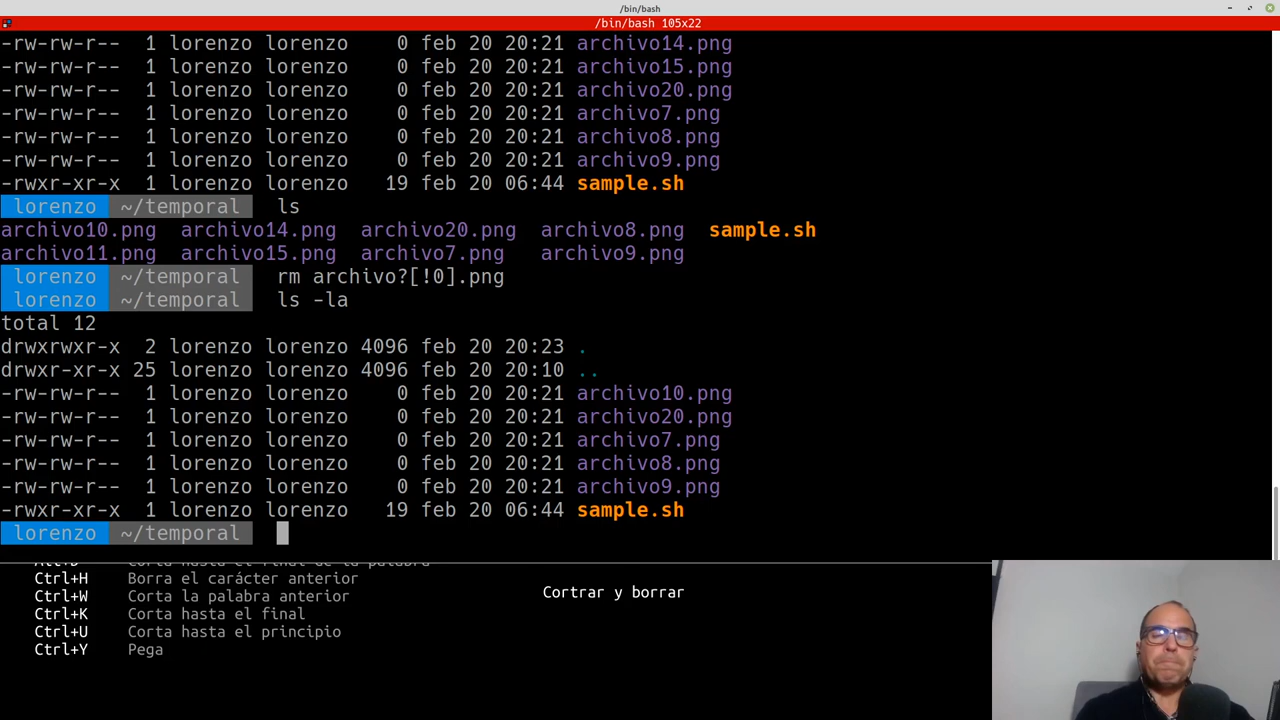 /bin/bash
/bin/bash 105x22
-rw-rw-r-- 1 lorenzo lorenzo 0 feb 20 20:21 archivo14.png
-rw-rw-r-- 1 lorenzo lorenzo 0 feb 20 20:21 archivo15.png
-rw-rw-r-- 1 lorenzo lorenzo 0 feb 20 20:21 archivo20.png
-rw-rw-r-- 1 lorenzo lorenzo 0 feb 20 20:21 archivo7.png
-rw-rw-r-- 1 lorenzo lorenzo 0 feb 20 20:21 archivo8.png
-rw-rw-r-- 1 lorenzo lorenzo 0 feb 20 20:21 archivo9.png
-rwxr-xr-x 1 lorenzo lorenzo 19 feb 20 06:44 sample.sh
lorenzo ~/temporal ls
archivo10.png archivo14.png archivo20.png archivo8.png sample.sh
archivo11.png archivo15.png archivo7.png archivo9.png
lorenzo ~/temporal rm archivo?[!0].png
lorenzo ~/temporal ls -la
total 12
drwxrwxr-x 2 lorenzo lorenzo 4096 feb 20 20:23 .
drwxr-xr-x 25 lorenzo lorenzo 4096 feb 20 20:10 ..
-rw-rw-r-- 1 lorenzo lorenzo 0 feb 20 20:21 archivo10.png
-rw-rw-r-- 1 lorenzo lorenzo 0 feb 20 20:21 archivo20.png
-rw-rw-r-- 1 lorenzo lorenzo 0 feb 20 20:21 archivo7.png
-rw-rw-r-- 1 lorenzo lorenzo 0 feb 20 20:21 archivo8.png
-rw-rw-r-- 1 lorenzo lorenzo 0 feb 20 20:21 archivo9.png
-rwxr-xr-x 1 lorenzo lorenzo 19 feb 20 06:44 sample.sh
lorenzo ~/temporal
Corta hasta el final de la palabra
Ctrl+H Borra el carácter anterior
Cortrar y borrar
Ctrl+W Corta la palabra anterior
Ctrl+K Corta hasta el final
Ctrl+U Corta hasta el principio
Ctrl+Y Pega